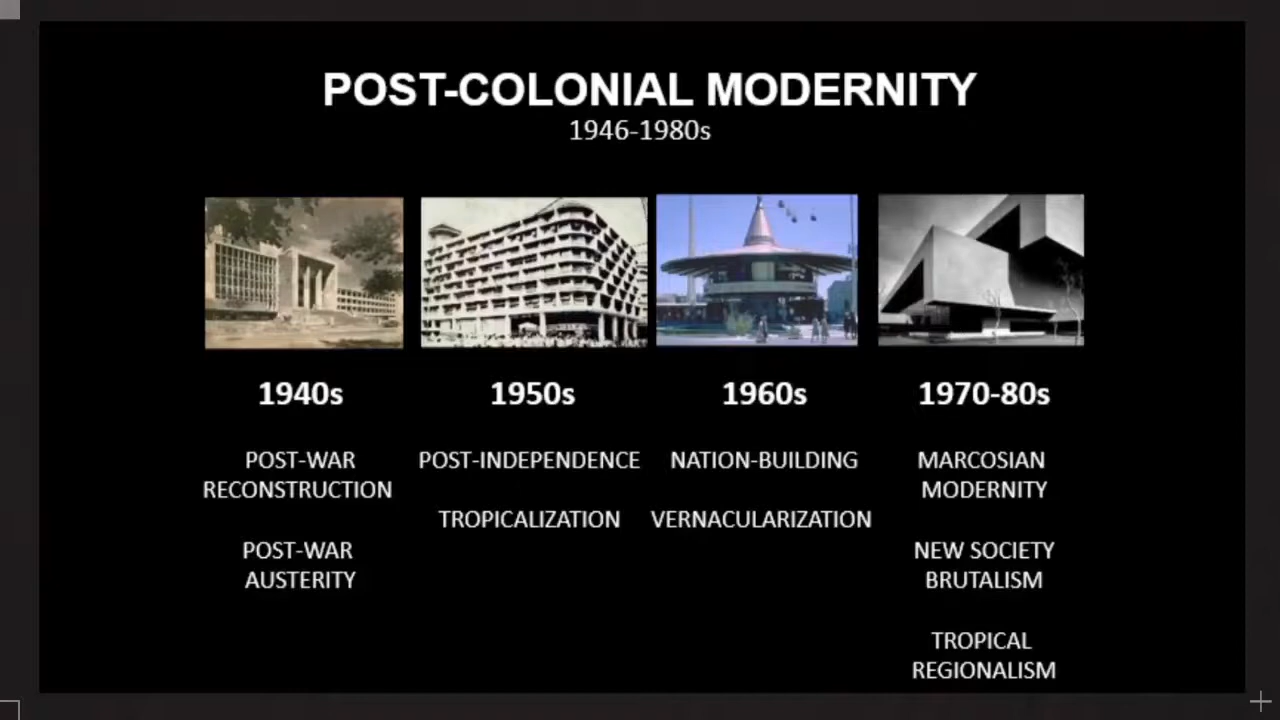 POST-COLONIAL MODERNITY
1946-1980s
1940s
POST-WAR
RECONSTRUCTION
POST-WAR
AUSTERITY
1950s
POST-INDEPENDENCE
TROPICALIZATION
1960s
NATION-BUILDING
VERNACULARIZATION
1970-80s
MARCOSIAN
MODERNITY
NEW SOCIETY
BRUTALISM
TROPICAL
REGIONALISM